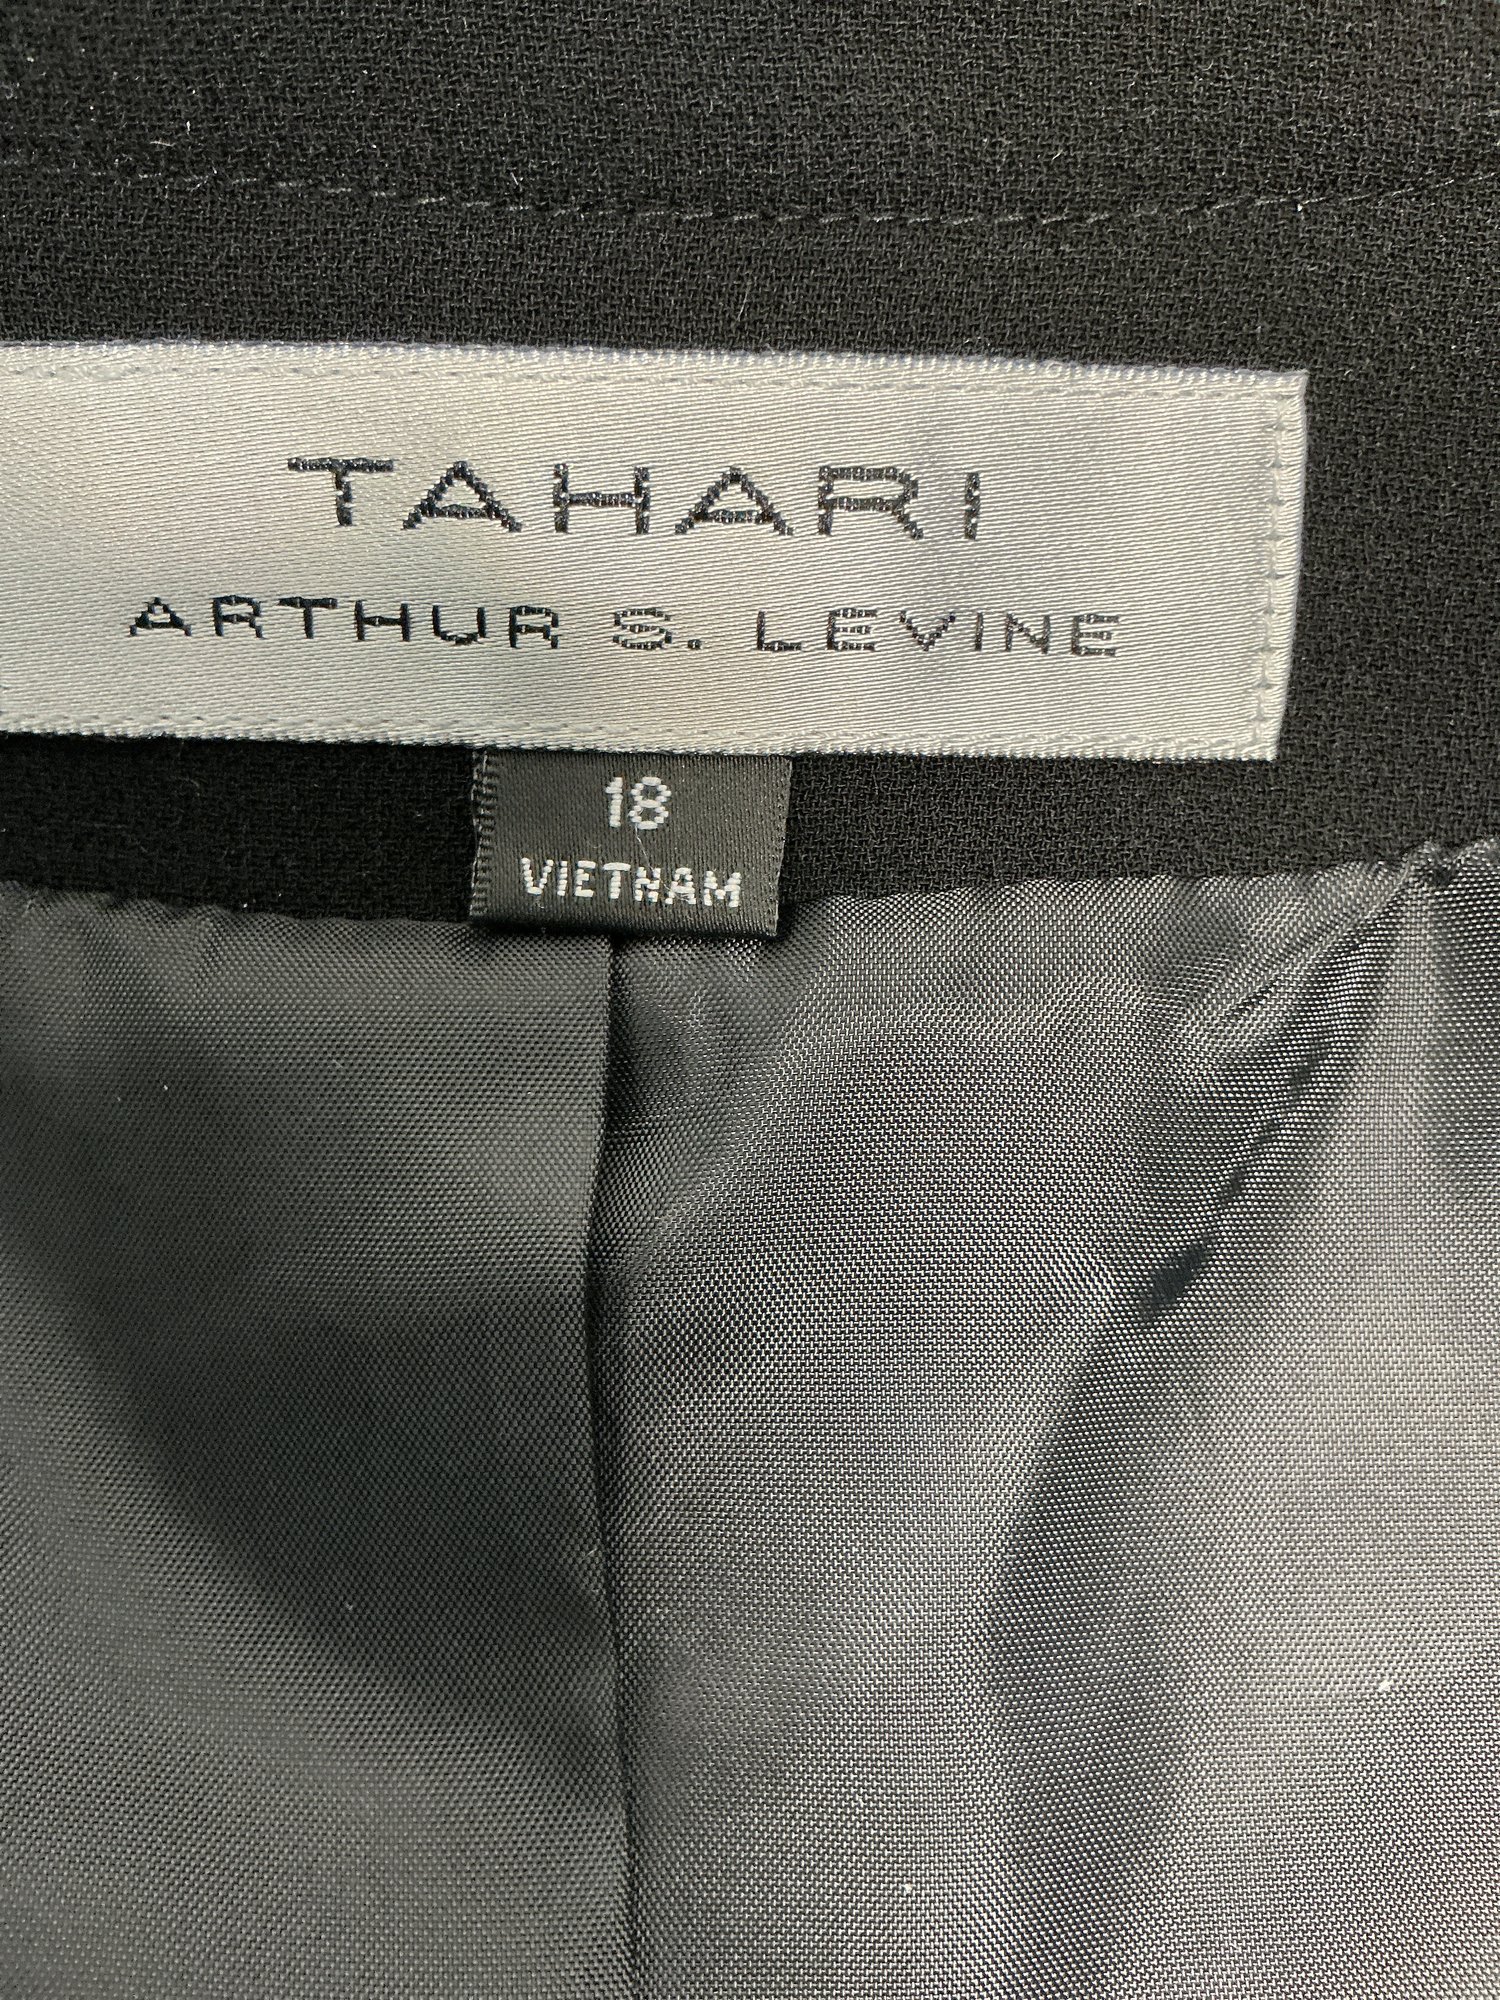 TAHARI
ARTHUR S. LEVINE
18
VIETNAM